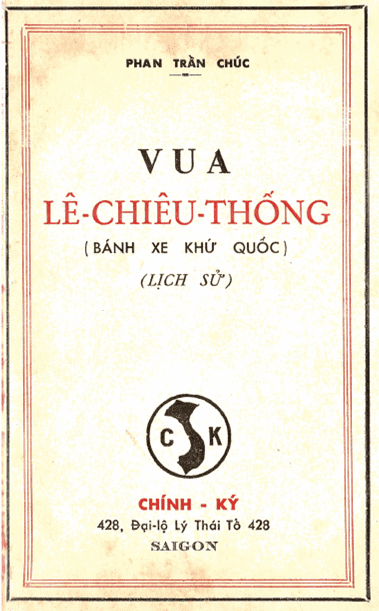 PHAN TRẦN CHÚC
VUA
LÊ-CHIÊU-THỐNG
(BÁNH XE KHỨ QUỐC)
(LỊCH SỬ)
C K
CHÍNH - KÝ
428, Đại-lộ Lý Thái Tổ 428
SAIGON